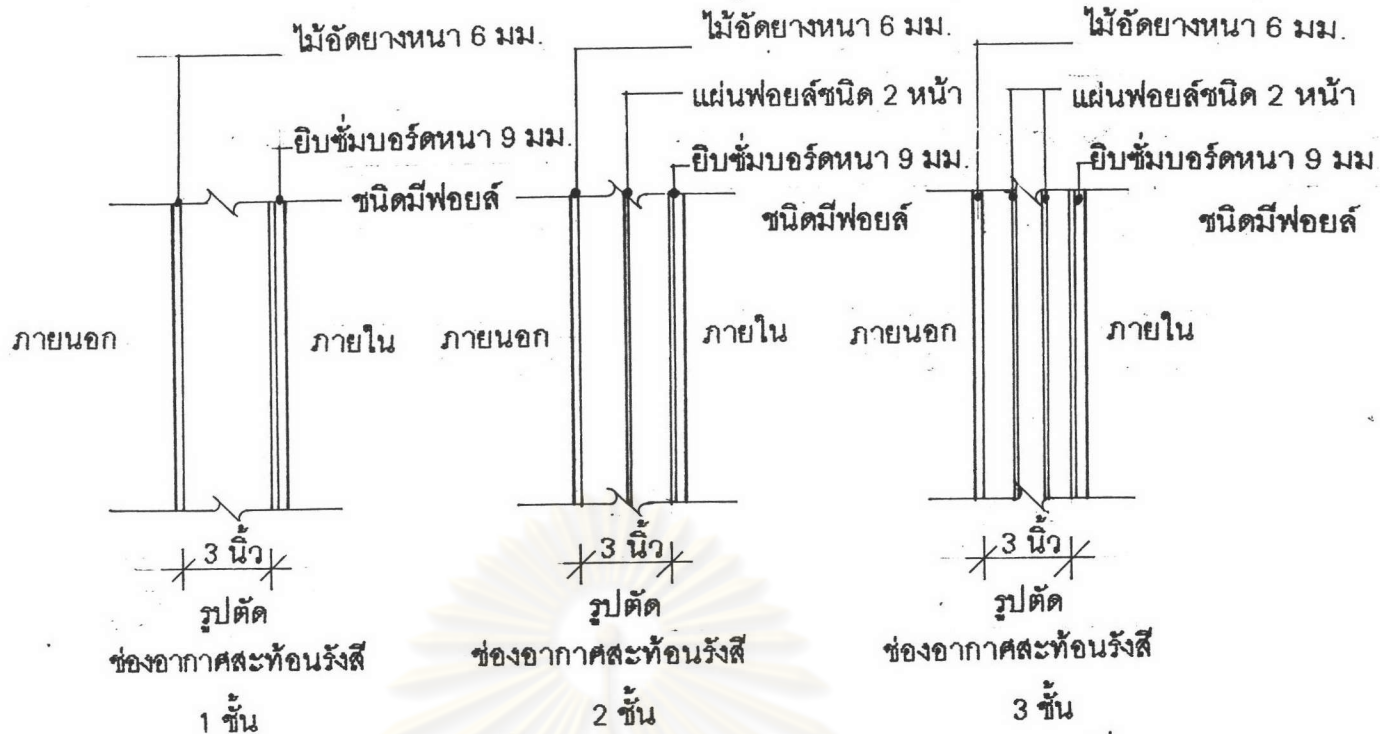 ไม้อัดยางหนา 6 มม.
ยิบซั่มบอร์ดหนา 9 มม.
ชนิดมีฟอยล์
ภายนอก
ภายใน
3 นิ้ว
รูปตัด
ช่องอากาศสะท้อนรังสี
1 ชั้น
ไม้อัดยางหนา 6 มม.
แผ่นฟอยล์ชนิด 2 หน้า
ยิบซั่มบอร์ดหนา 9 มม.
ชนิดมีฟอยล์
ภายนอก
ภายใน
3 นิ้ว
รูปตัด
ช่องอากาศสะท้อนรังสี
2 ชั้น
ไม้อัดยางหนา 6 มม.
แผ่นฟอยล์ชนิด 2 หน้า
ยิบซั่มบอร์ดหนา 9 มม
ชนิดมีฟอยล์
ภายนอก
ภายใน
3 นิ้ว
รูปตัด
ช่องอากาศสะท้อนรังสี
3 ชั้น